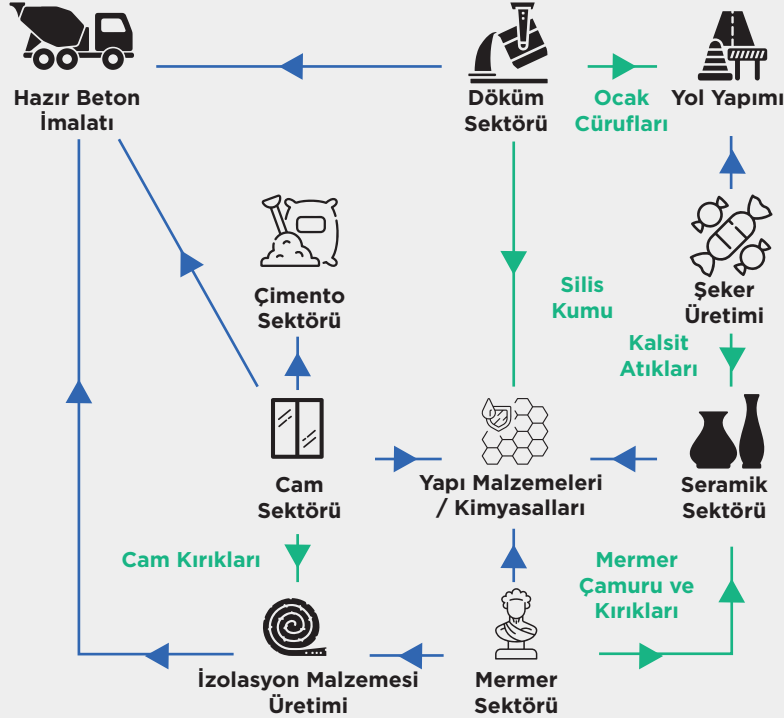 Hazır Beton
İmalatı
Döküm
Sektörü
Ocak
Cürufları
Yol Yapımı
Çimento
Sektörü
Silis
Kumu
Şeker
Üretimi
Kalsit
Atıkları
Cam
Sektörü
Yapı Malzemeleri
/ Kimyasalları
Seramik
Sektörü
Cam Kırıkları
Mermer
Çamuru ve
Kırıkları
İzolasyon Malzemesi
Üretimi
Mermer
Sektörü